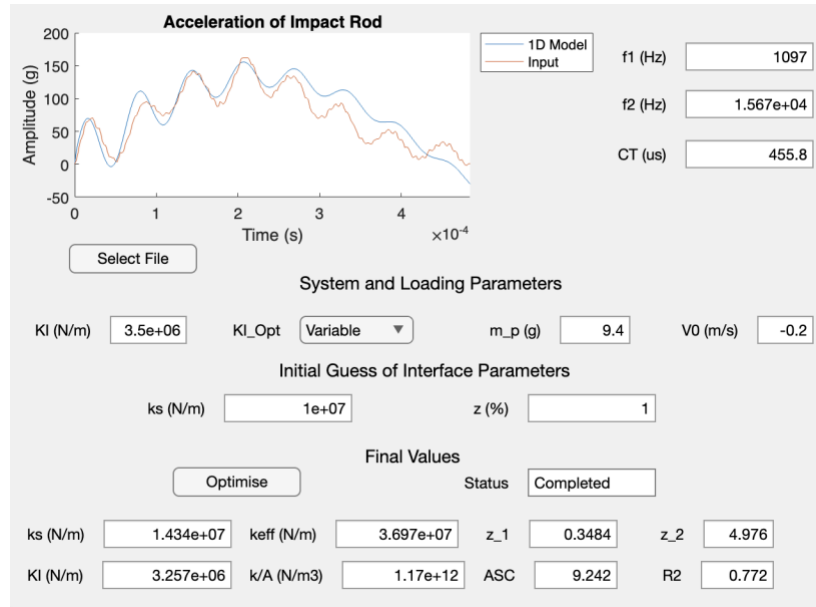 Acceleration of Impact Rod
200
150
100
50
0
-50
Amplitude (g)
0 1 2 3 4
Time (s) ×10-4
1D Model
Input
f1 (Hz) 1097
f2 (Hz) 1.567e+04
CT (us) 455.8
Select File
System and Loading Parameters
KI (N/m) 3.5e+06 KI_Opt Variable m_p (g) 9.4 V0 (m/s) -0.2
Initial Guess of Interface Parameters
ks (N/m) 1e+07 z (%) 1
Final Values
Optimise Status Completed
ks (N/m) 1.434e+07 keff (N/m) 3.697e+07 z_1 0.3484 z_2 4.976
KI (N/m) 3.257e+06 k/A (N/m3) 1.17e+12 ASC 9.242 R2 0.772